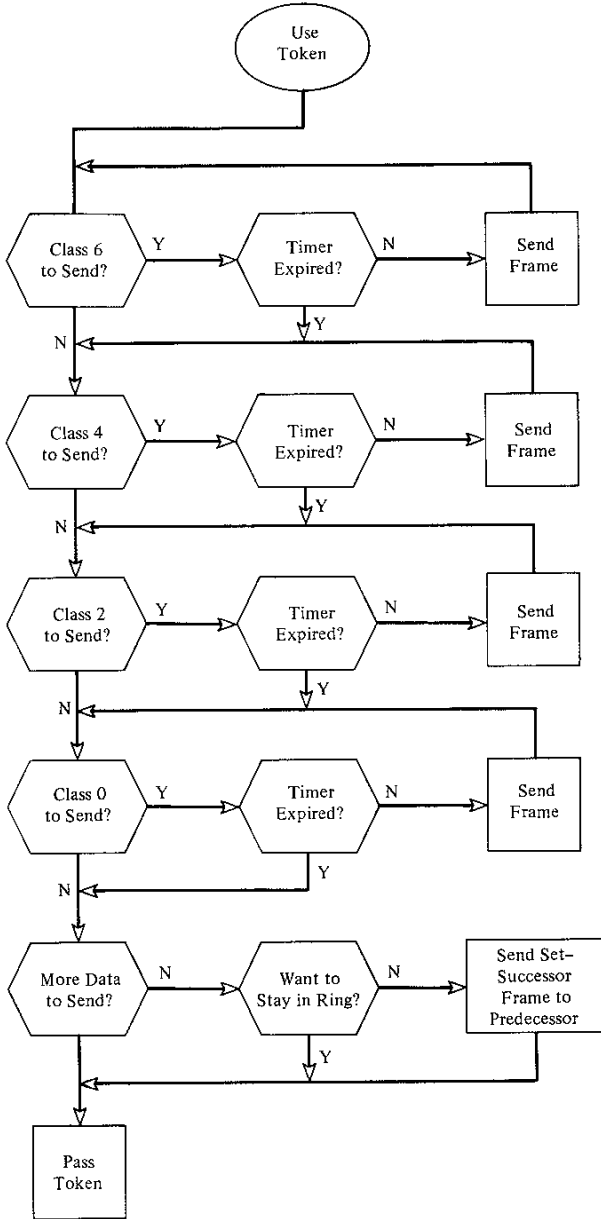 Use
Token
Class 6
to Send?
Y
Timer
Expired?
N
Send
Frame
Y
N
Class 4
to Send?
Y
Timer
Expired?
N
Send
Frame
Y
N
Class 2
to Send?
Y
Timer
Expired?
N
Send
Frame
Y
N
Class 0
to Send?
Y
Timer
Expired?
N
Send
Frame
Y
N
More Data
to Send?
N
Want to
Stay in Ring?
N
Send Set-
Successor
Frame to
Predecessor
Y
Pass
Token